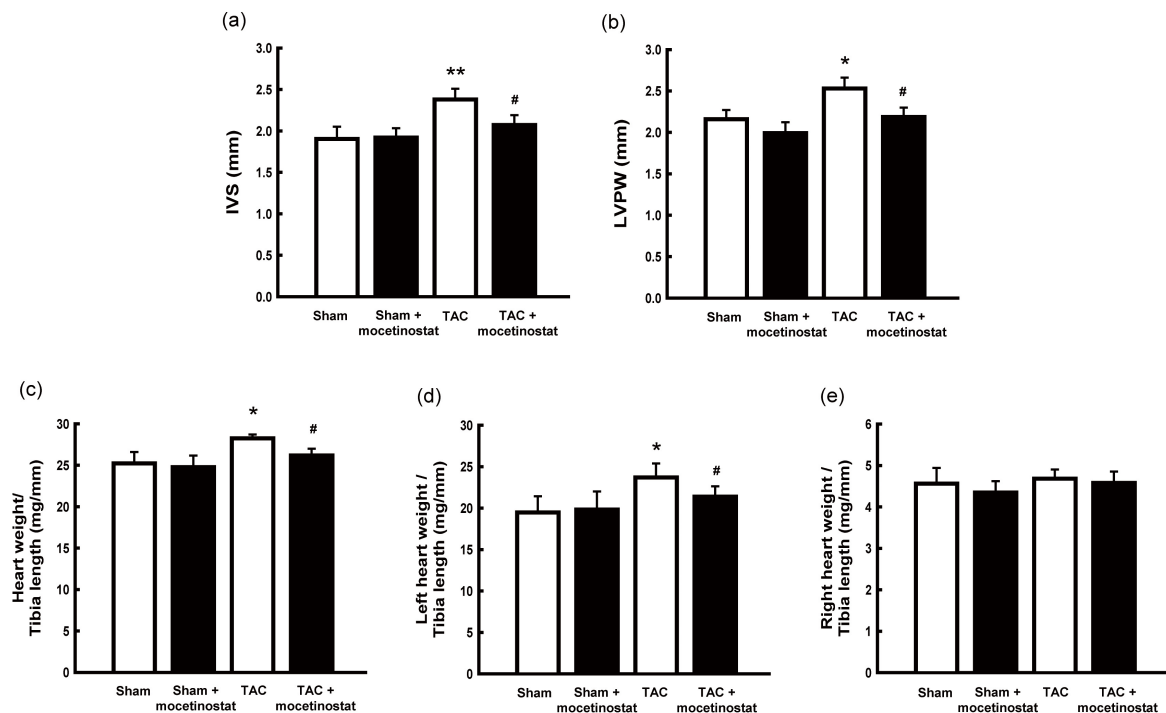 (a)
IVS (mm)
3.0
2.5
2.0
1.5
1.0
0.5
0.0
**
#
Sham
Sham +
mocetinostat
TAC
TAC +
mocetinostat
(b)
LVPW (mm)
3.0
2.5
2.0
1.5
1.0
0.5
0.0
*
#
Sham
Sham +
mocetinostat
TAC
TAC +
mocetinostat
(c)
Heart weight/
Tibia length (mg/mm)
30
25
20
25
10
5
0
*
#
Sham
Sham +
mocetinostat
TAC
TAC +
mocetinostat
(d)
Left heart weight /
Tibia length (mg/mm)
30
25
20
25
10
5
0
*
#
Sham
Sham +
mocetinostat
TAC
TAC +
mocetinostat
(e)
Right heart weight /
Tibia length (mg/mm)
6
5
4
3
2
1
0
Sham
Sham +
mocetinostat
TAC
TAC +
mocetinostat